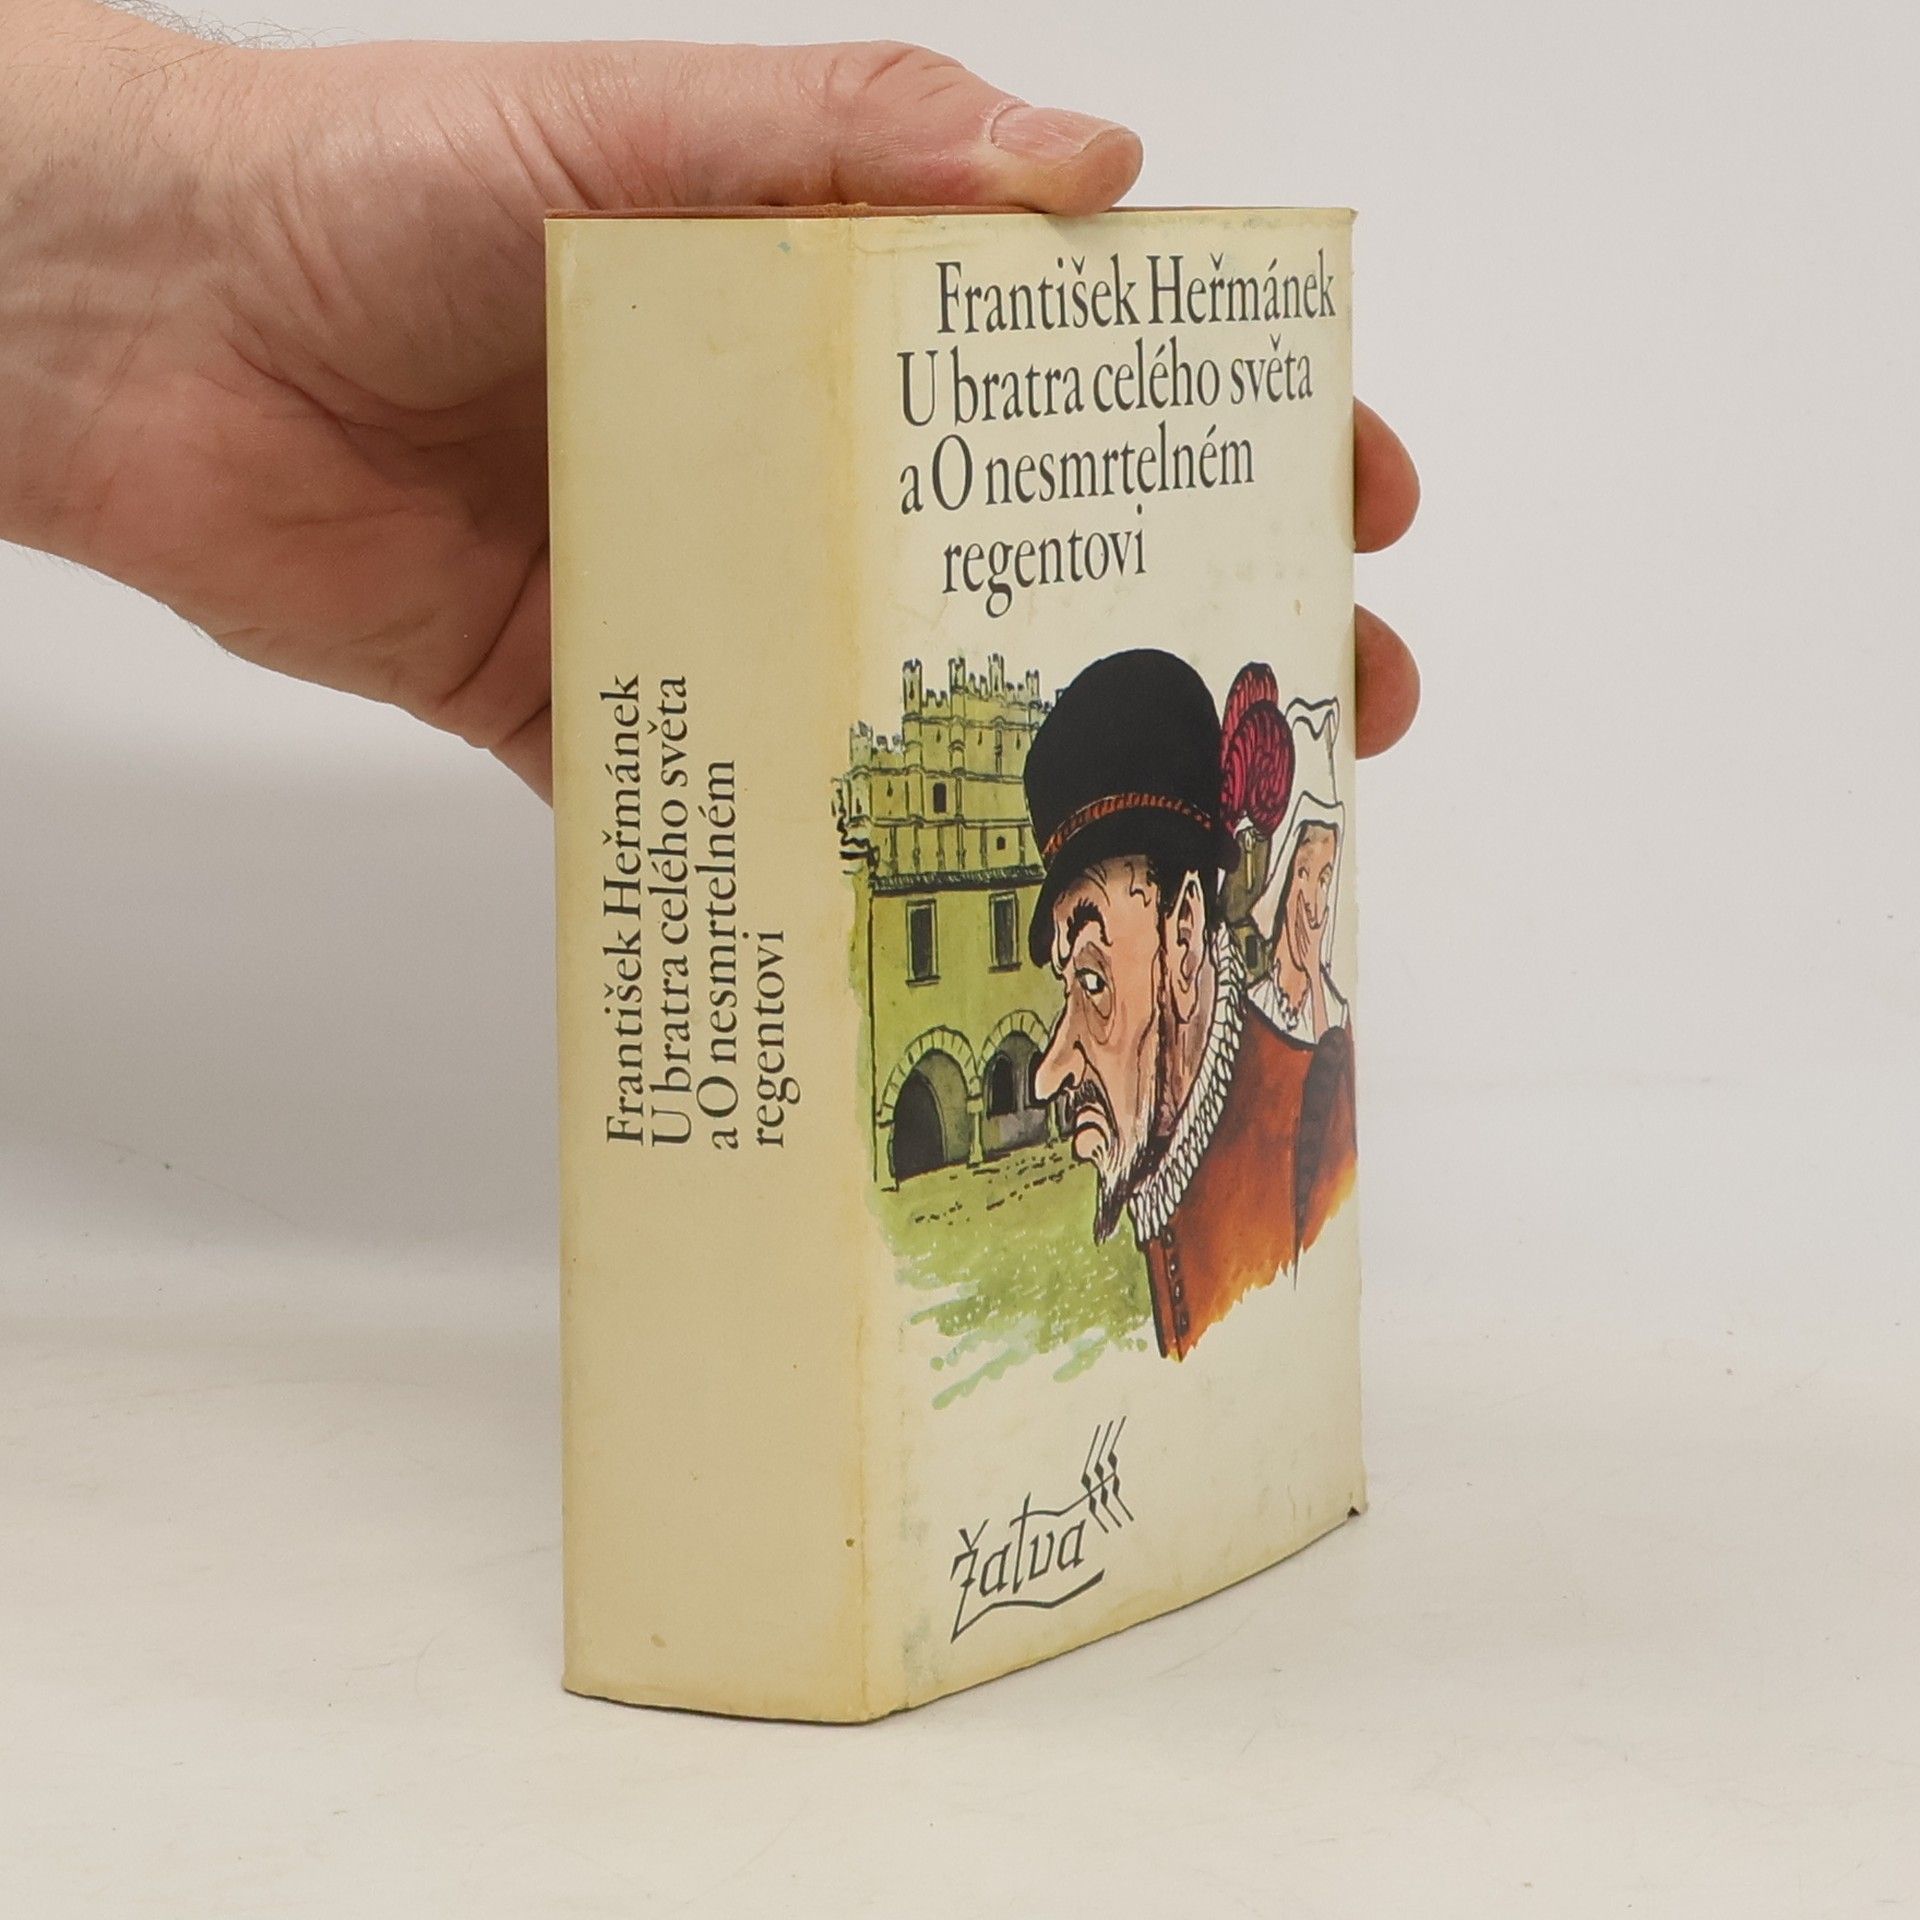 František Heřmánek
U bratra celého světa
a O nesmrtelném
regentovi
František Heřmánek
U bratra celého světa
a O nesmrtelném
regentovi
Žatva